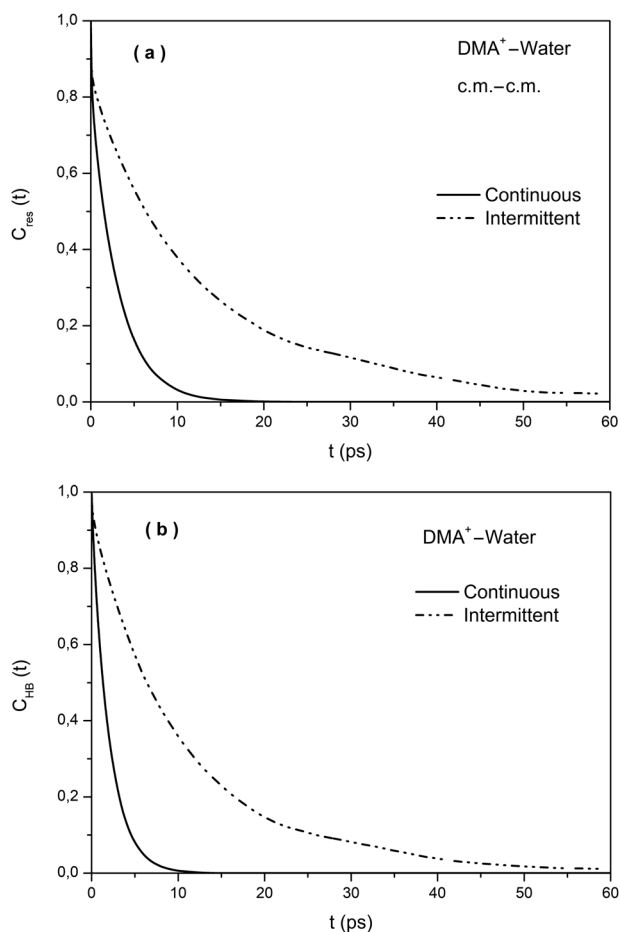 1,0
0,8
0,6
0,4
0,2
0,0
C_res (t)
( a )
DMA⁺–Water
c.m.–c.m.
Continuous
Intermittent
0 10 20 30 40 50 60
t (ps)
1,0
0,8
0,6
0,4
0,2
0,0
C_HB (t)
( b )
DMA⁺–Water
Continuous
Intermittent
0 10 20 30 40 50 60
t (ps)